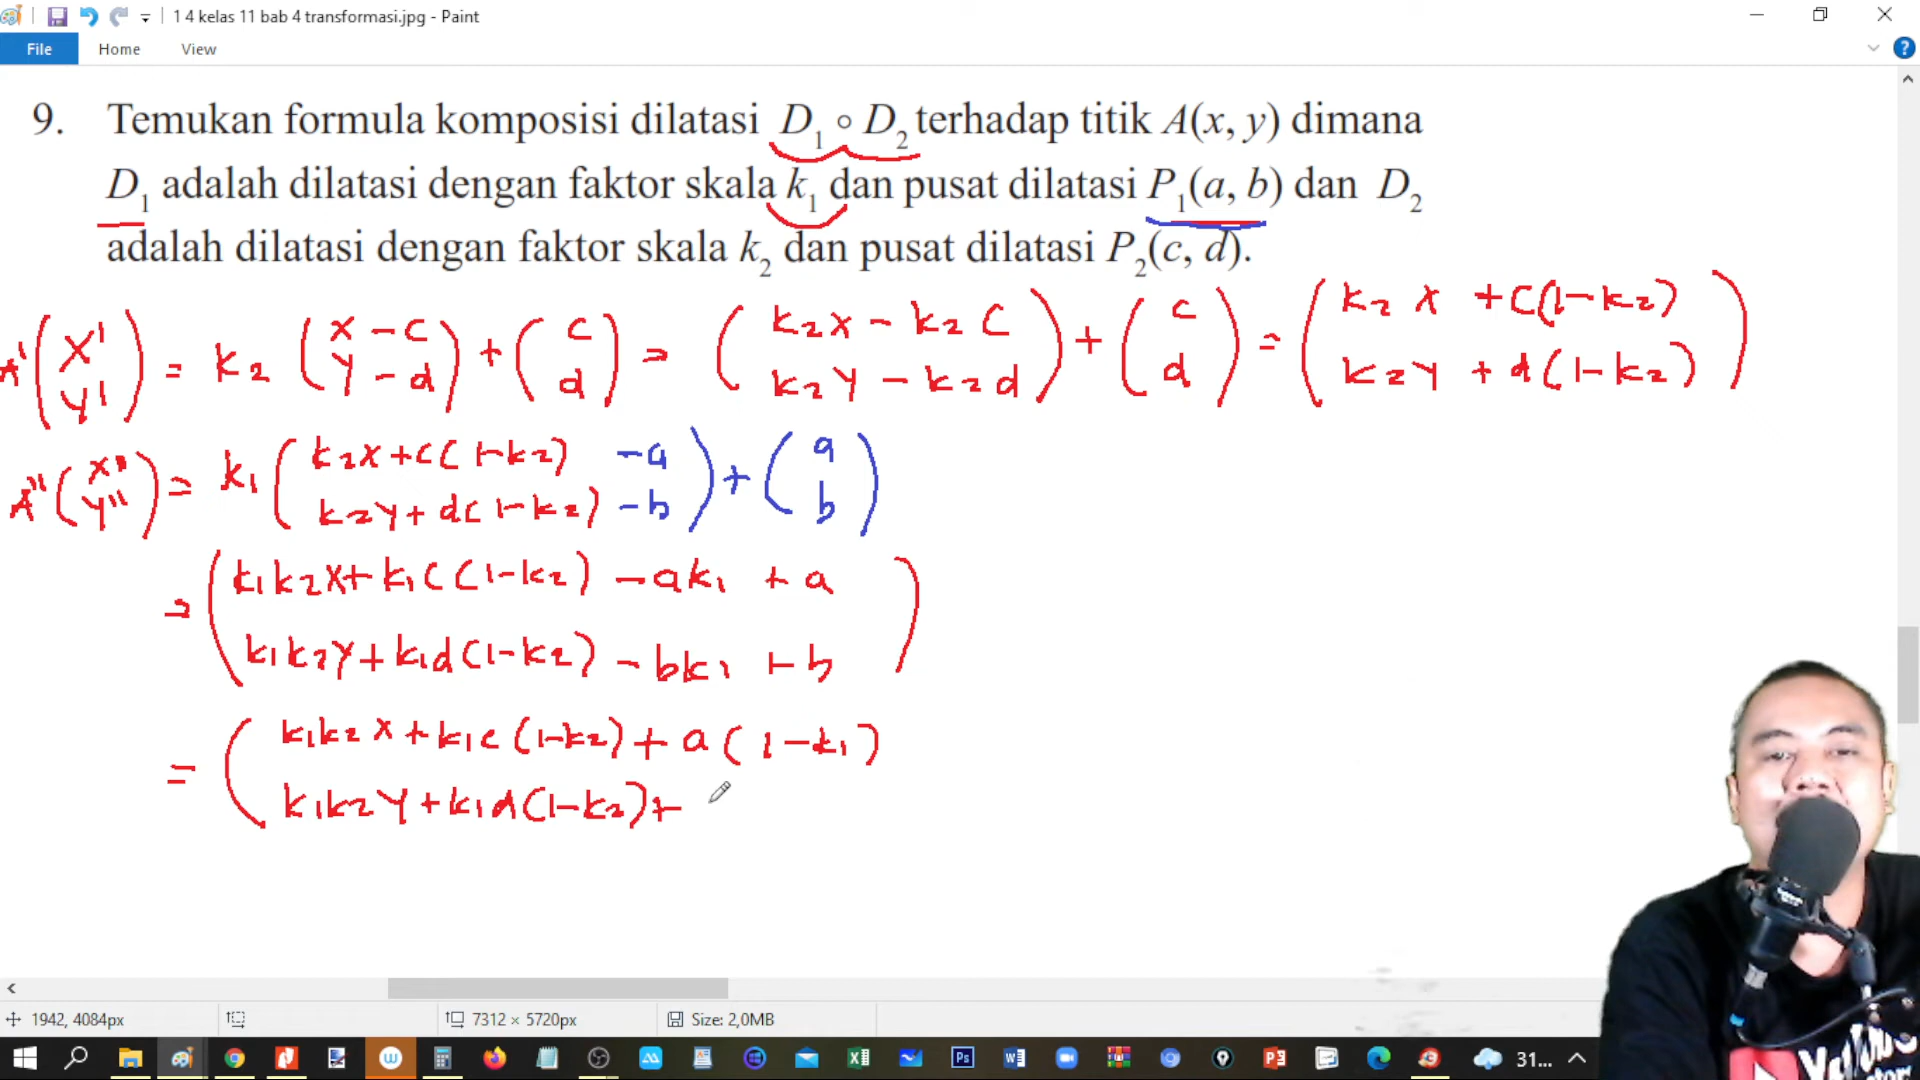 1 4 kelas 11 bab 4 transformasi.jpg - Paint
File Home View
9. Temukan formula komposisi dilatasi D₁ ∘ D₂ terhadap titik A(x, y) dimana
D₁ adalah dilatasi dengan faktor skala k₁ dan pusat dilatasi P₁(a, b) dan D₂
adalah dilatasi dengan faktor skala k₂ dan pusat dilatasi P₂(c, d).
A' (x' y') = k₂ (x - c y - d) + (c d) = (k₂x - k₂c k₂y - k₂d) + (c d) = (k₂x + c(1-k₂) k₂y + d(1-k₂))
A'' (x'' y'') = k₁ (k₂x + c(1-k₂) - a k₂y + d(1-k₂) - b) + (a b)
= (k₁k₂x + k₁c(1-k₂) - ak₁ + a
k₁k₂y + k₁d(1-k₂) - bk₁ + b)
= (k₁k₂x + k₁c(1-k₂) + a(1-k₁)
k₁k₂y + k₁d(1-k₂) +
1942, 4084px 7312 × 5720px Size: 2,0MB
31...